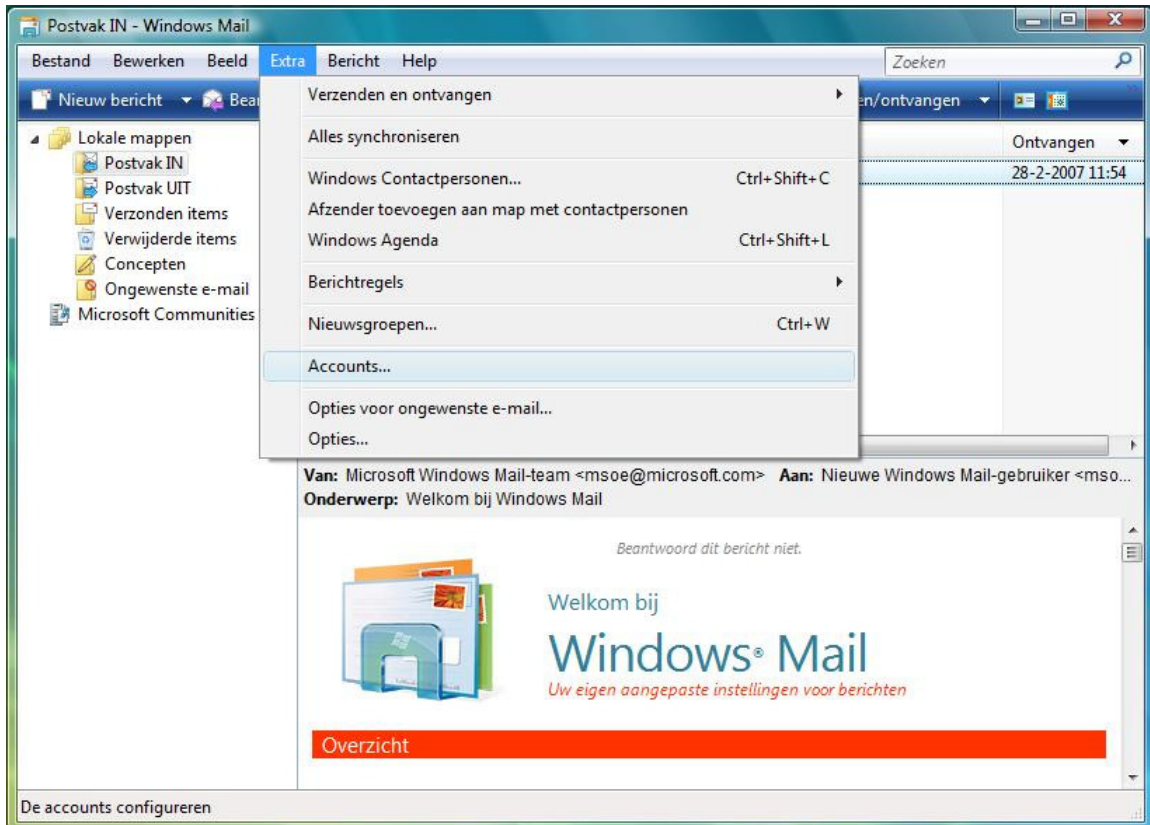 Postvak IN - Windows Mail
Bestand Bewerken Beeld Extra Bericht Help Zoeken
Nieuw bericht en/ontvangen
Lokale mappen
Postvak IN
Postvak UIT
Verzonden items
Verwijderde items
Concepten
Ongewenste e-mail
Microsoft Communities
Verzenden en ontvangen
Alles synchroniseren
Windows Contactpersonen... Ctrl+Shift+C
Afzender toevoegen aan map met contactpersonen
Windows Agenda Ctrl+Shift+L
Berichtregels
Nieuwsgroepen... Ctrl+W
Accounts...
Opties voor ongewenste e-mail...
Opties...
Ontvangen
28-2-2007 11:54
Van: Microsoft Windows Mail-team <msoe@microsoft.com> Aan: Nieuwe Windows Mail-gebruiker <mso...
Onderwerp: Welkom bij Windows Mail
Beantwoord dit bericht niet.
Welkom bij
Windows® Mail
Uw eigen aangepaste instellingen voor berichten
Overzicht
De accounts configureren